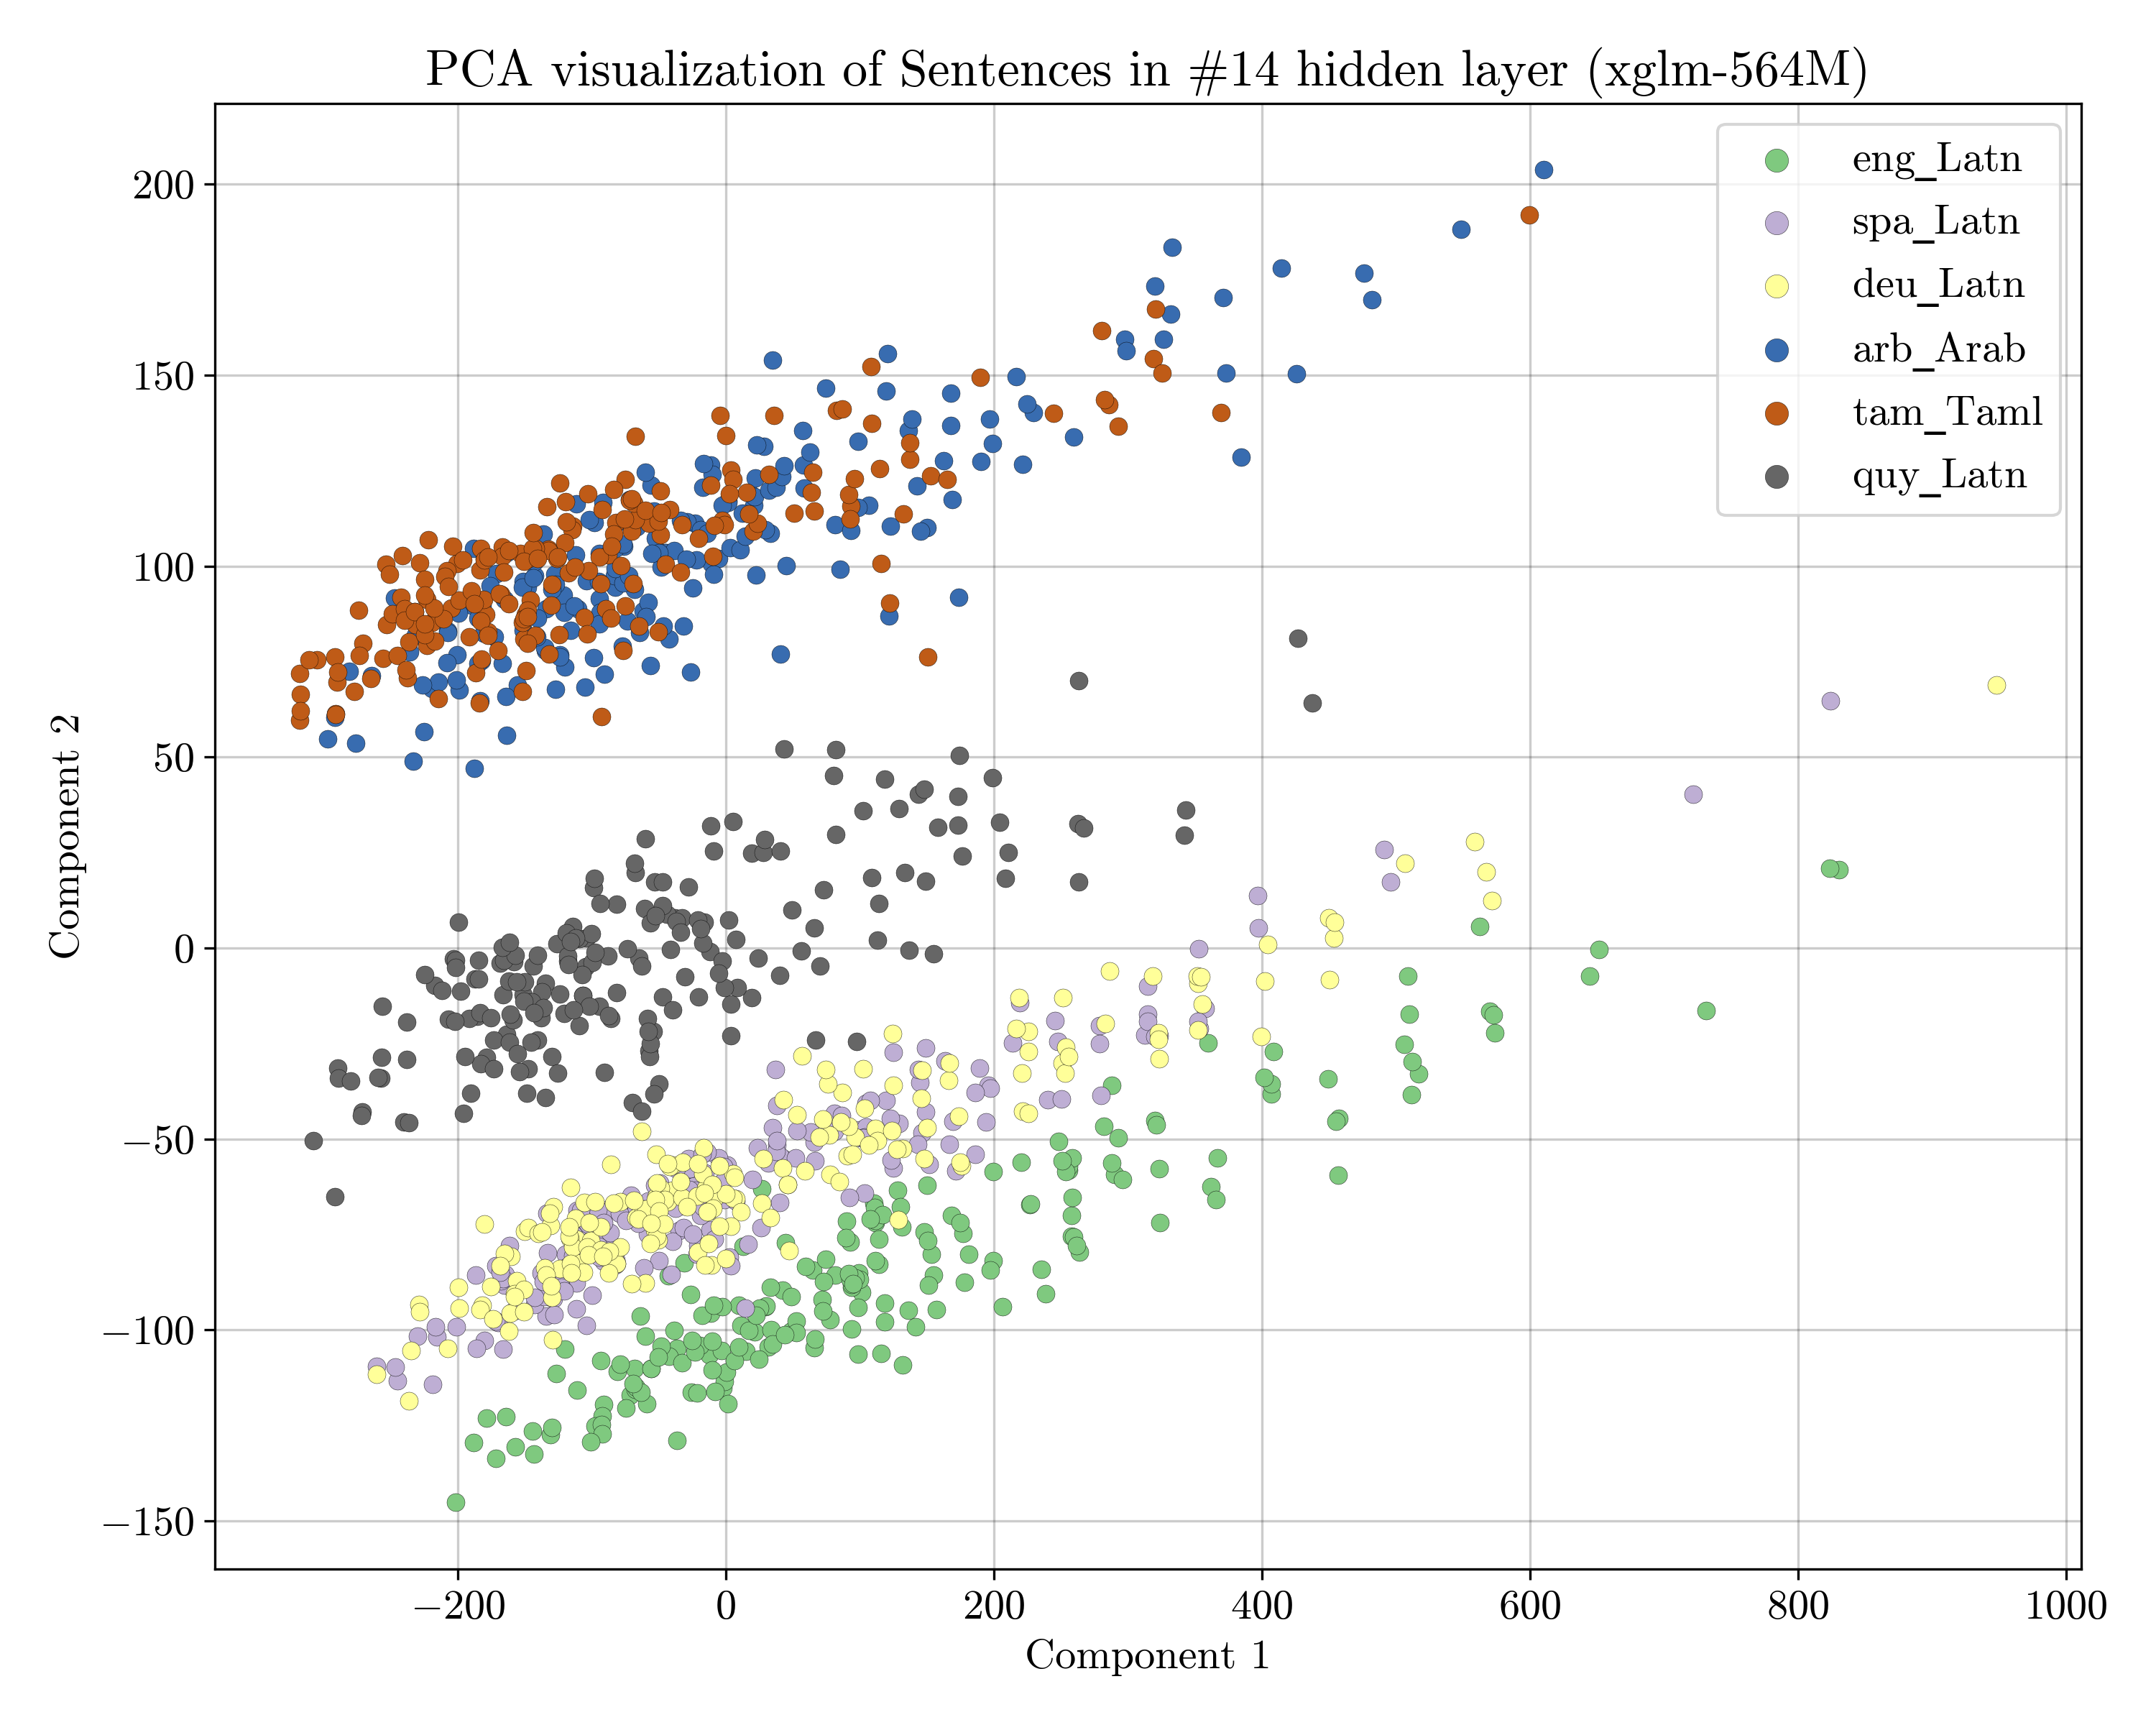 PCA visualization of Sentences in #14 hidden layer (xglm-564M)
eng_Latn
spa_Latn
deu_Latn
arb_Arab
tam_Taml
quy_Latn
200
150
100
50
0
−50
−100
−150
Component 2
−200 0 200 400 600 800 1000
Component 1